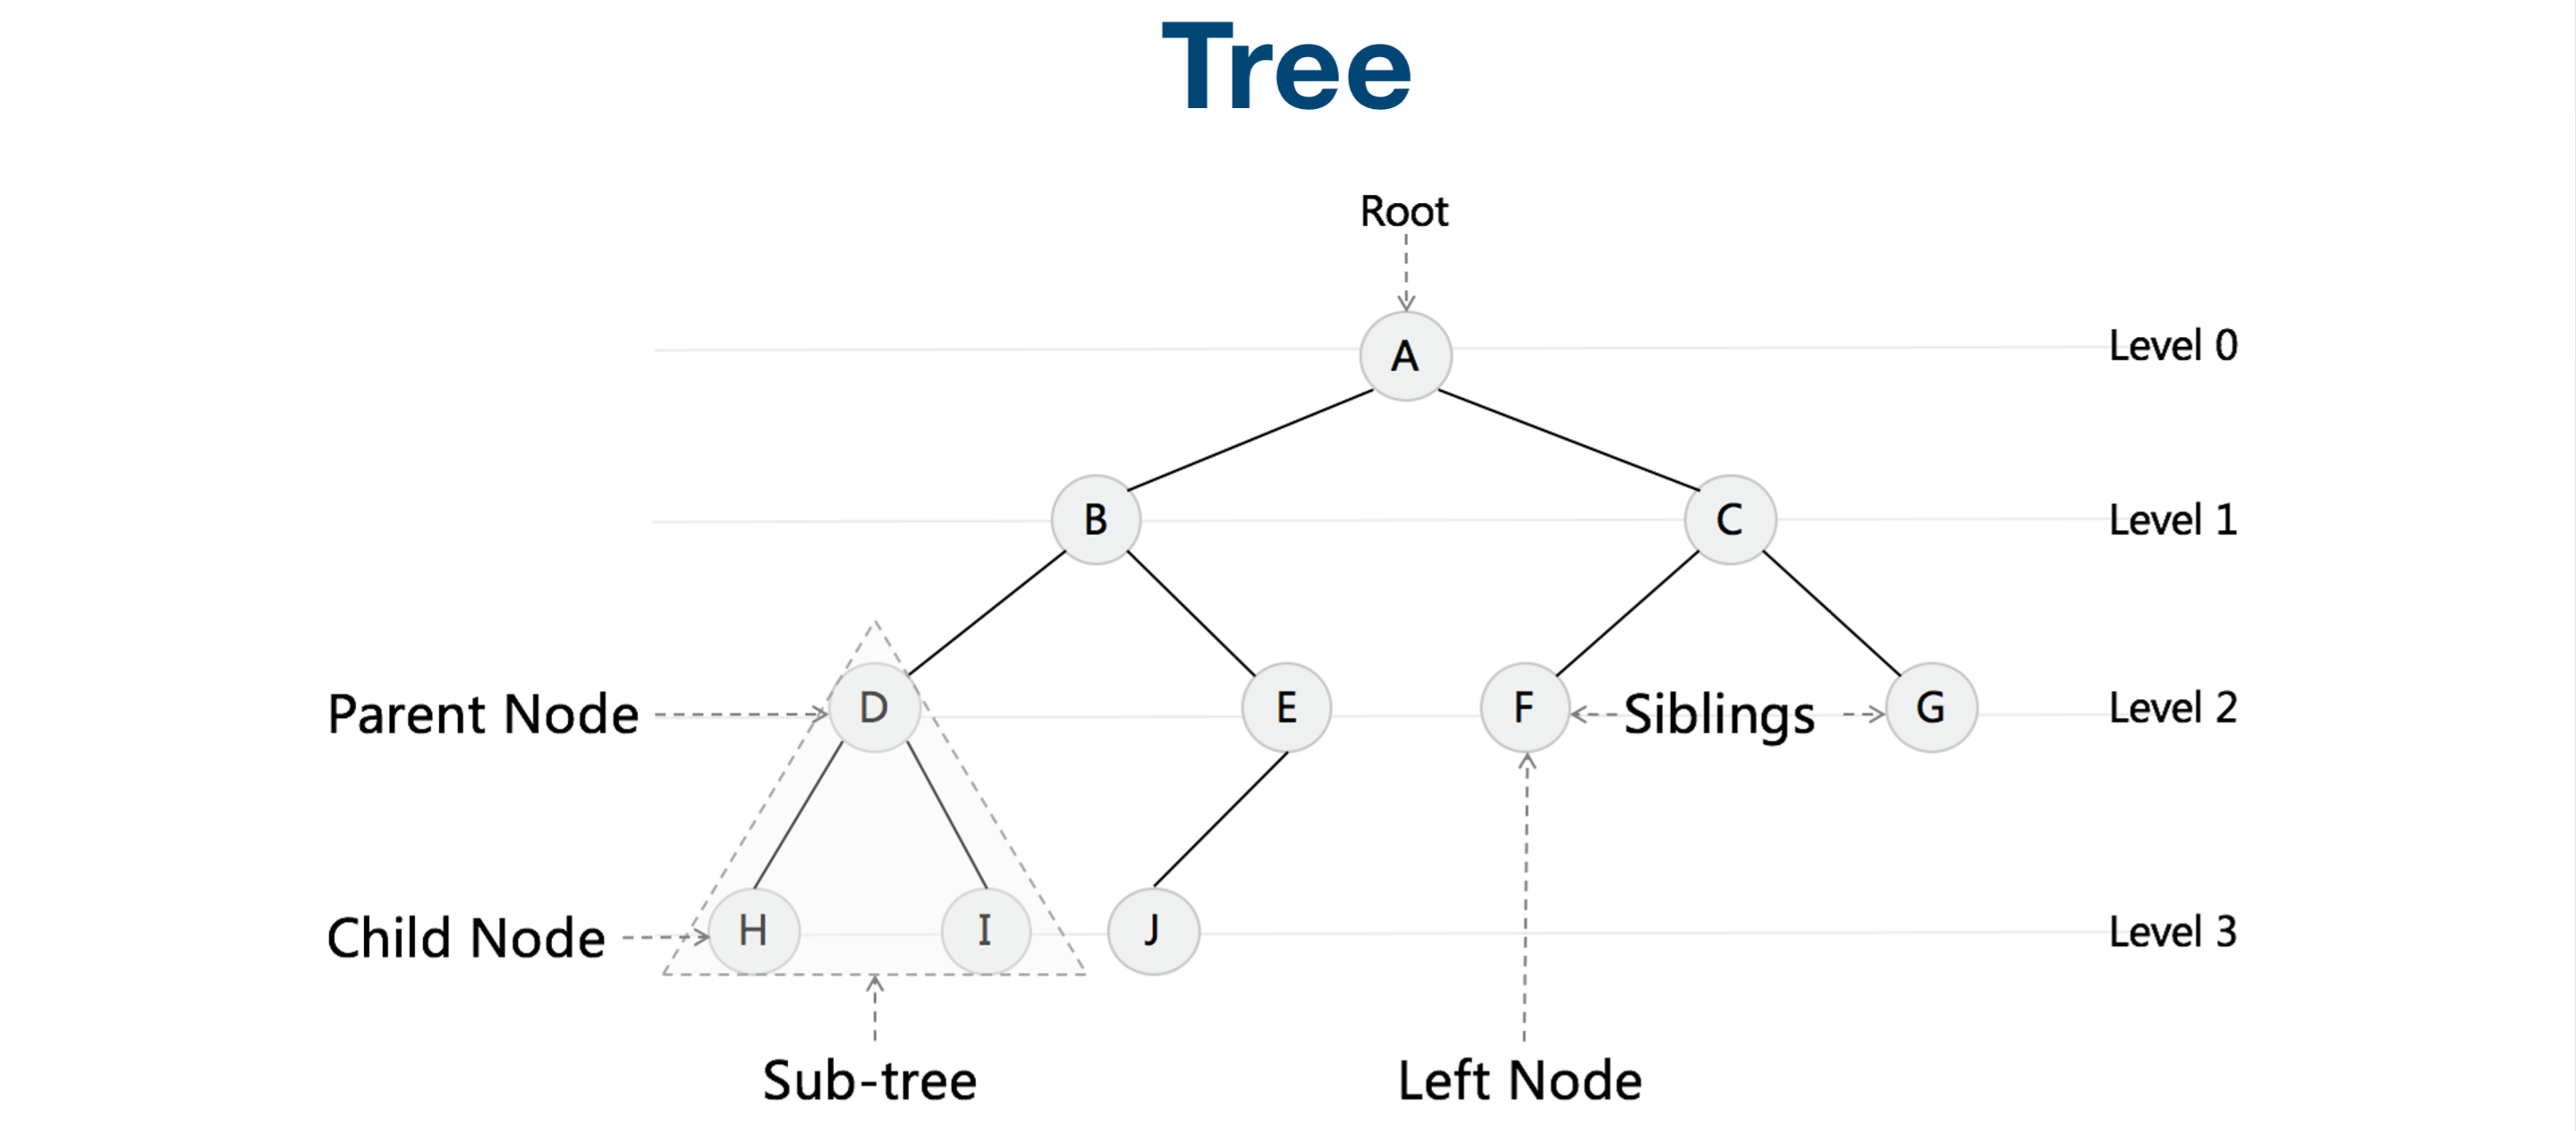 Tree
Root
A
Level 0
B
C
Level 1
Parent Node
D
E
F
Siblings
G
Level 2
Child Node
H
I
J
Level 3
Sub-tree
Left Node